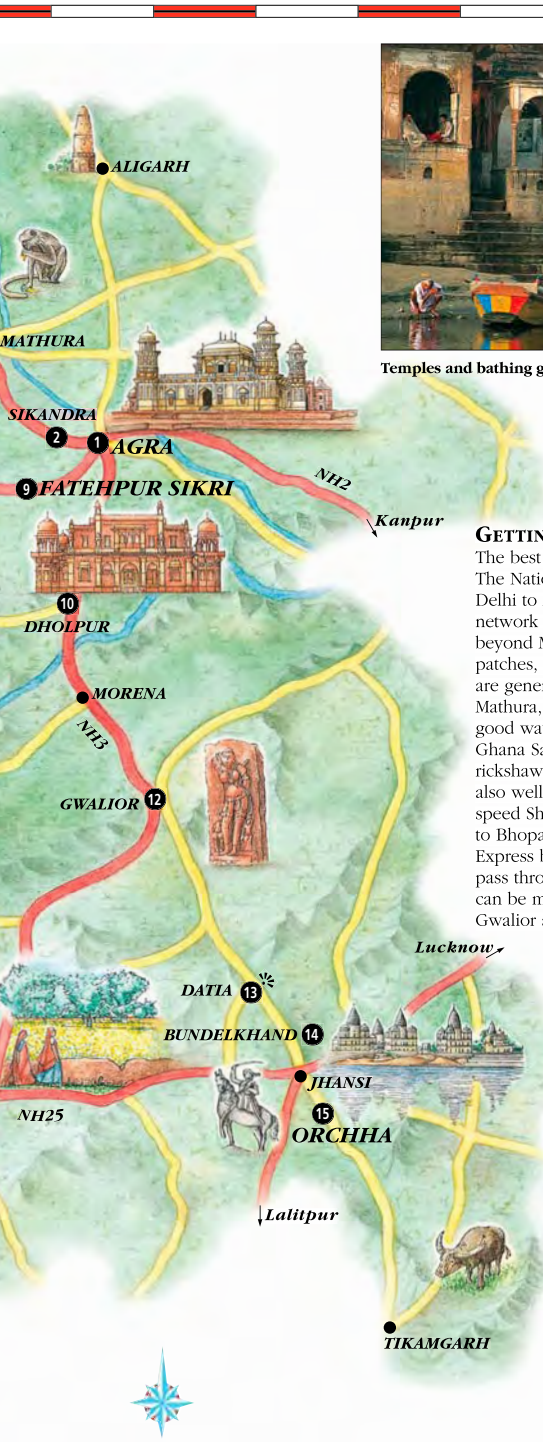 ALIGARH
MATHURA
SIKANDRA
2
1
AGRA
9
FATEHPUR SIKRI
NH2
Kanpur
10
DHOLPUR
MORENA
NH3
GWALIOR
12
Temples and bathing g
GETTIN
The best
The Natio
Delhi to
network
beyond M
patches,
are gener
Mathura,
good wa
Ghana Sa
rickshaw
also well
speed Sh
to Bhopa
Express b
pass thro
can be m
Gwalior a
Lucknow
DATIA
13
BUNDELKHAND
14
JHANSI
NH25
15
ORCHHA
Lalitpur
TIKAMGARH